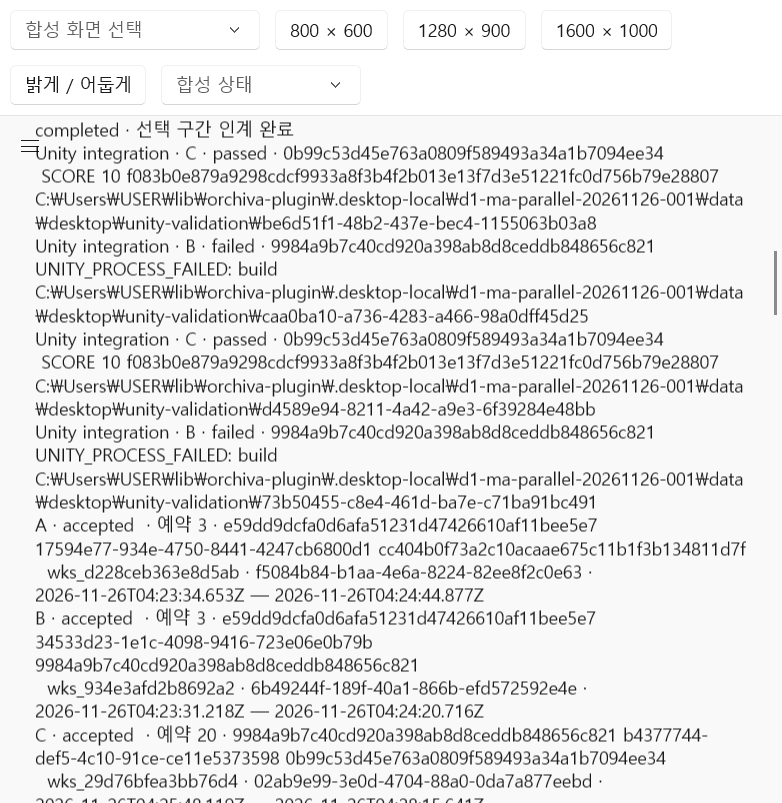 합성 화면 선택
800 × 600
1280 × 900
1600 × 1000
밝게 / 어둡게
합성 상태
completed · 선택 구간 인계 완료
Unity integration · C · passed · 0b99c53d45e763a0809f589493a34a1b7094ee34
SCORE 10 f083b0e879a9298cdcf9933a8f3b4f2b013e13f7d3e51221fc0d756b79e28807
C:₩Users₩USER₩lib₩orchiva-plugin₩.desktop-local₩d1-ma-parallel-20261126-001₩data
₩desktop₩unity-validation₩be6d51f1-48b2-437e-bec4-1155063b03a8
Unity integration · B · failed · 9984a9b7c40cd920a398ab8d8ceddb848656c821
UNITY_PROCESS_FAILED: build
C:₩Users₩USER₩lib₩orchiva-plugin₩.desktop-local₩d1-ma-parallel-20261126-001₩data
₩desktop₩unity-validation₩caa0ba10-a736-4283-a466-98a0dff45d25
Unity integration · C · passed · 0b99c53d45e763a0809f589493a34a1b7094ee34
SCORE 10 f083b0e879a9298cdcf9933a8f3b4f2b013e13f7d3e51221fc0d756b79e28807
C:₩Users₩USER₩lib₩orchiva-plugin₩.desktop-local₩d1-ma-parallel-20261126-001₩data
₩desktop₩unity-validation₩d4589e94-8211-4a42-a9e3-6f39284e48bb
Unity integration · B · failed · 9984a9b7c40cd920a398ab8d8ceddb848656c821
UNITY_PROCESS_FAILED: build
C:₩Users₩USER₩lib₩orchiva-plugin₩.desktop-local₩d1-ma-parallel-20261126-001₩data
₩desktop₩unity-validation₩73b50455-c8e4-461d-ba7e-c71ba91bc491
A · accepted · 예약 3 · e59dd9dcfa0d6afa51231d47426610af11bee5e7
17594e77-934e-4750-8441-4247cb6800d1 cc404b0f73a2c10acaae675c11b1f3b134811d7f
wks_d228ceb363e8d5ab · f5084b84-b1aa-4e6a-8224-82ee8f2c0e63 ·
2026-11-26T04:23:34.653Z — 2026-11-26T04:24:44.877Z
B · accepted · 예약 3 · e59dd9dcfa0d6afa51231d47426610af11bee5e7
34533d23-1e1c-4098-9416-723e06e0b79b
9984a9b7c40cd920a398ab8d8ceddb848656c821
wks_934e3afd2b8692a2 · 6b49244f-189f-40a1-866b-efd572592e4e ·
2026-11-26T04:23:31.218Z — 2026-11-26T04:24:20.716Z
C · accepted · 예약 20 · 9984a9b7c40cd920a398ab8d8ceddb848656c821 b4377744-
def5-4c10-91ce-ce11e5373598 0b99c53d45e763a0809f589493a34a1b7094ee34
wks_29d76bfea3bb76d4 · 02ab9e99-3e0d-4704-88a0-0da7a877eebd ·